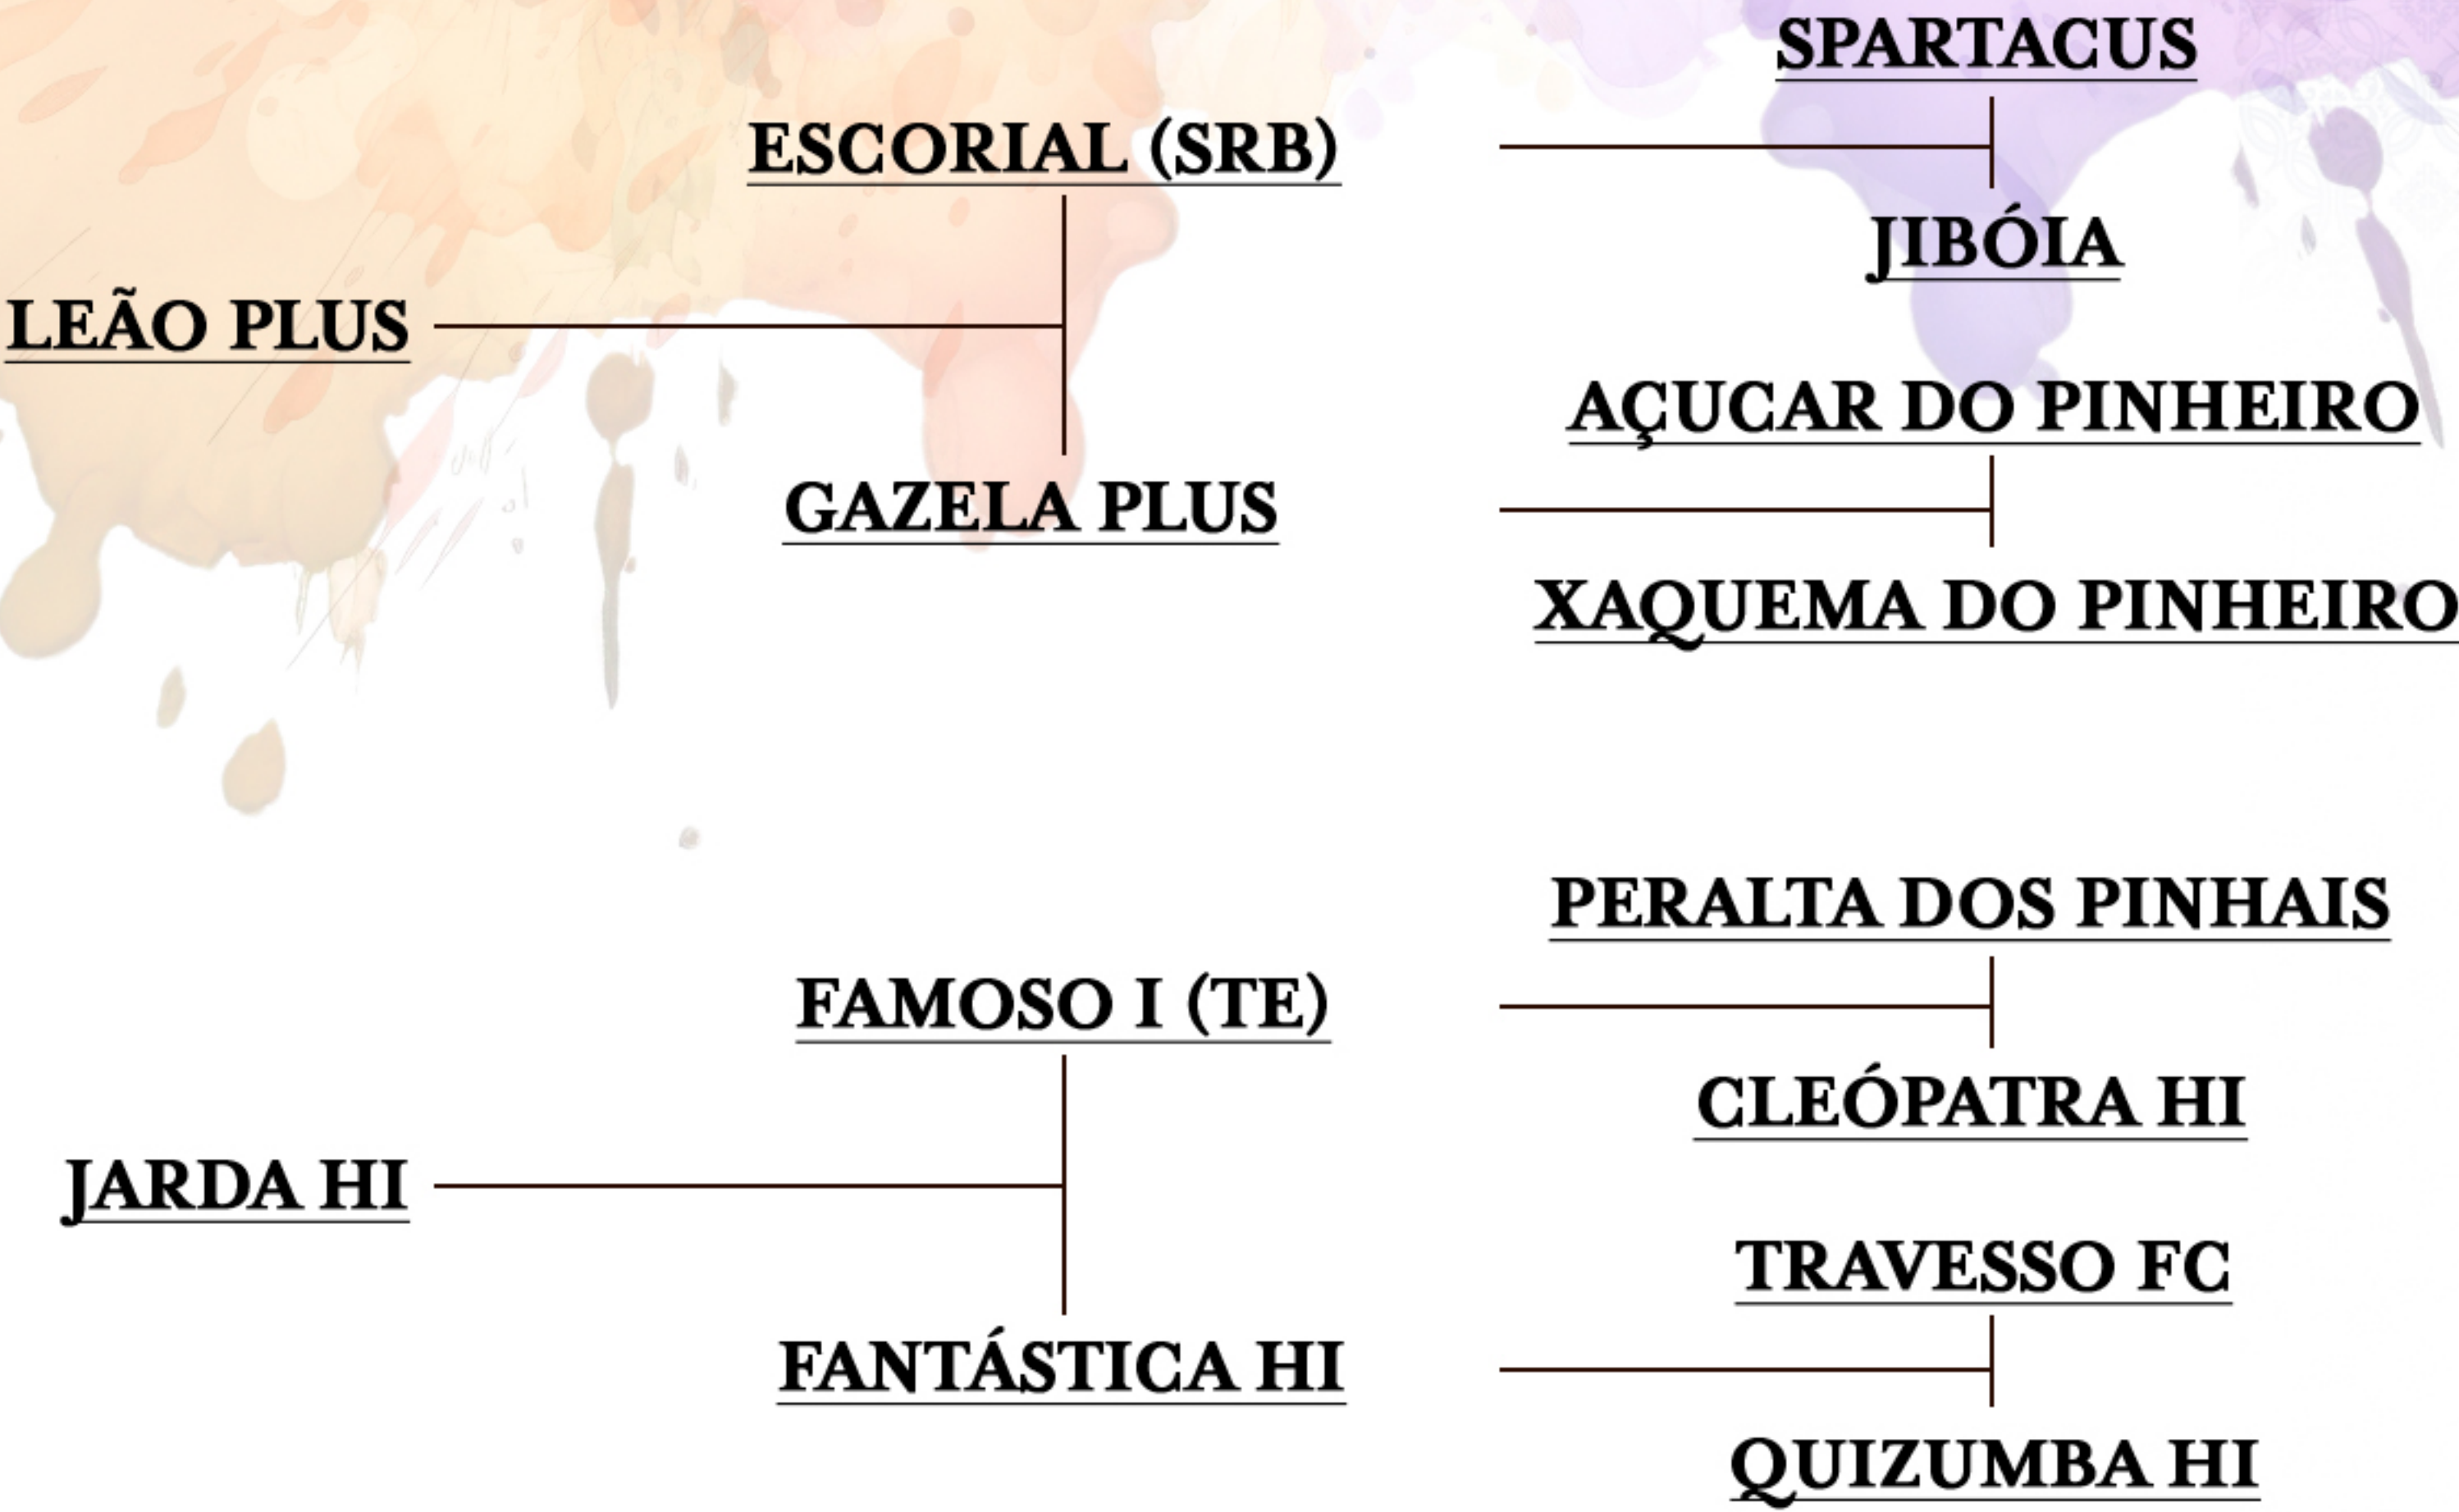 SPARTACUS
ESCORIAL (SRB)
JIBÓIA
LEÃO PLUS
AÇUCAR DO PINHEIRO
GAZELA PLUS
XAQUEMA DO PINHEIRO
PERALTA DOS PINHAIS
FAMOSO I (TE)
CLEÓPATRA HI
JARDA HI
TRAVESSO FC
FANTÁSTICA HI
QUIZUMBA HI